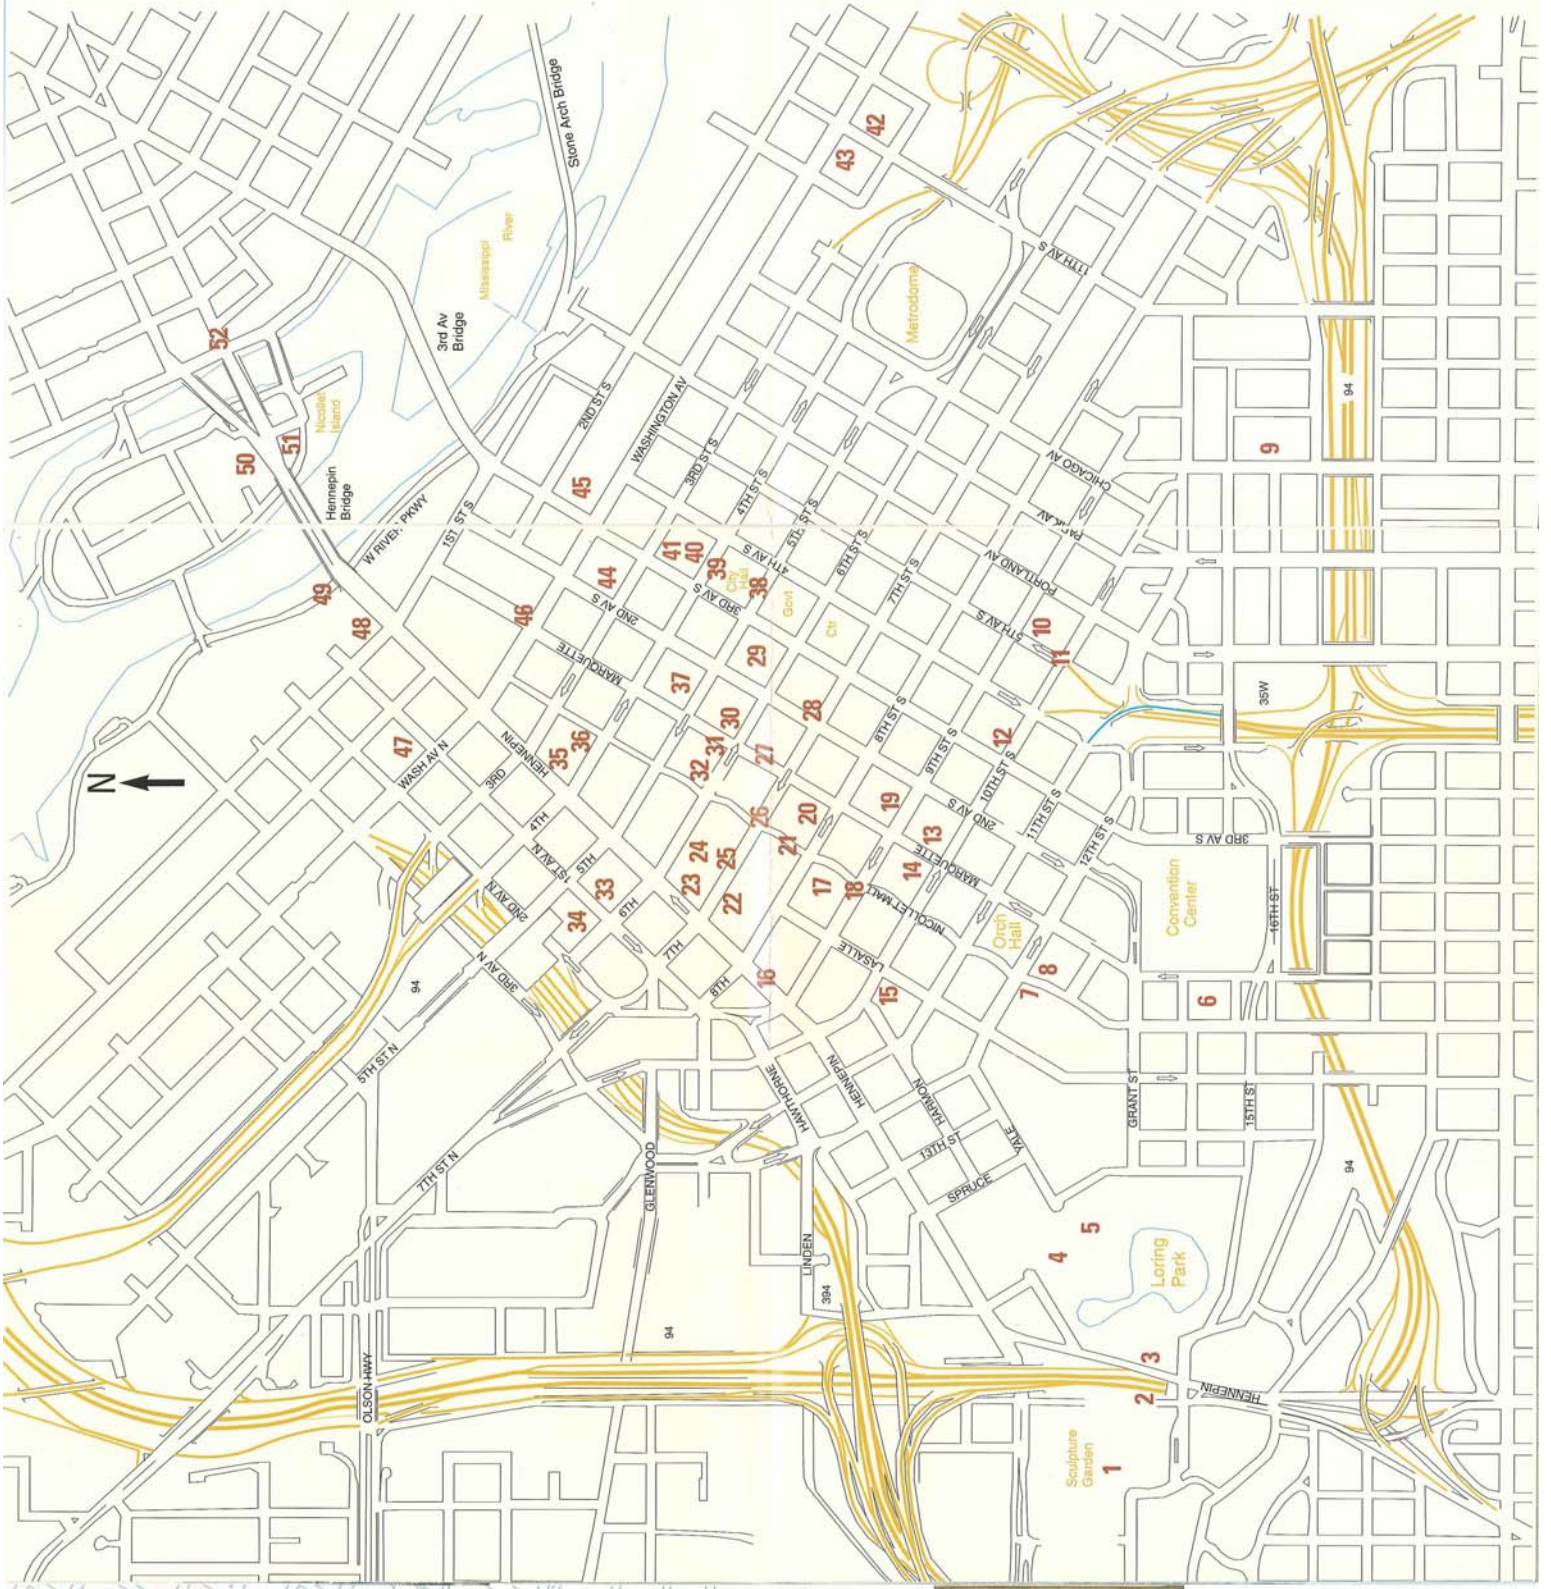 N
52
50
51
Nicollet
Island
49
Hennepin
Bridge
48
OLSON HWY
5TH ST N
W RIVER PKWY
94
47
WASH AV N
7TH ST N
3rd Av
Bridge
1ST ST S
Mississippi
River
3RD
HENNEPIN
3RD AV N
2ND AV N
4TH
1ST AV N
5TH
46
35
36
34
33
45
Stone Arch Bridge
2ND ST S
MARQUETTE
44
2ND AV S
6TH
GLENWOOD
94
7TH
WASHINGTON AV
41
40
37
3RD ST S
23
24
32
31
39
3RD AV S
City
Hall
8TH
22
25
30
4TH ST S
38
4TH AV S
29
16
26
27
HAWTHORNE
Govt
Ctr
5TH ST S
21
20
28
LINDEN
394
17
18
HENNEPIN
6TH ST S
43
42
LASALLE
NICOLLET MALL
15
19
8TH ST S
7TH ST S
Metrodome
14
13
MARQUETTE
HARMON
13TH ST
9TH ST S
2ND AV S
SPRUCE
YALE
10TH ST S
12
Orch
Hall
5TH AV S
PORTLAND AV
7
8
11TH ST S
11
10
PARK AV
CHICAGO AV
11TH AV S
4
5
12TH ST S
Sculpture
Garden
1
2
3
GRANT ST
Loring
Park
Convention
Center
6
HENNEPIN
15TH ST
3RD AV S
16TH ST
35W
9
94
94